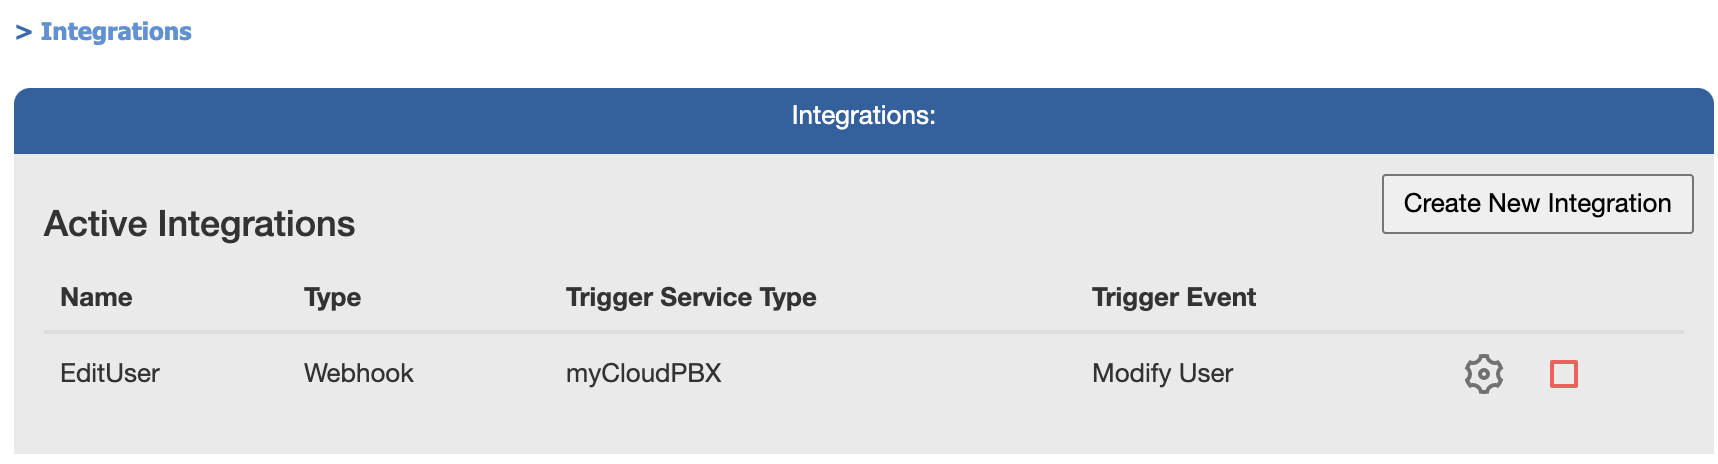 > Integrations
Integrations:
Create New Integration
Active Integrations
Name Type Trigger Service Type Trigger Event
EditUser Webhook myCloudPBX Modify User